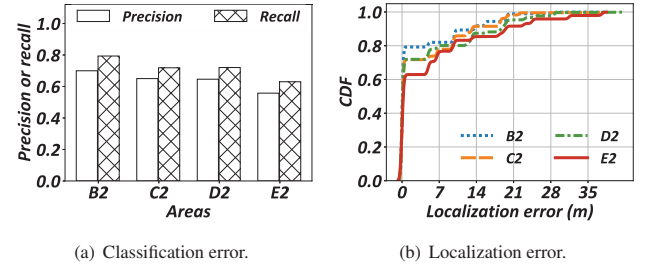 Precision
Recall
Precision or recall
1.0
0.8
0.6
0.4
0.2
0.0
B2
C2
D2
E2
Areas
(a) Classification error.
CDF
1.0
0.8
0.6
0.4
0.2
0.0
B2
D2
C2
E2
0
7
14
21
28
35
Localization error (m)
(b) Localization error.